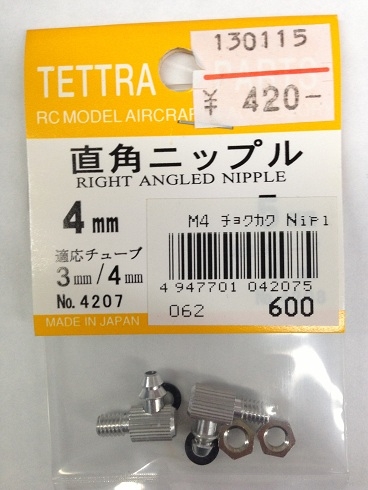 130115
¥ 420-
TETTRA PARTS
RC MODEL AIRCRAF
直角ニップル
RIGHT ANGLED NIPPLE
4mm
適応チューブ
3mm/4mm
No.4207
MADE IN JAPAN
M4 チョクカク Nip1
4 947701 042075
062 600